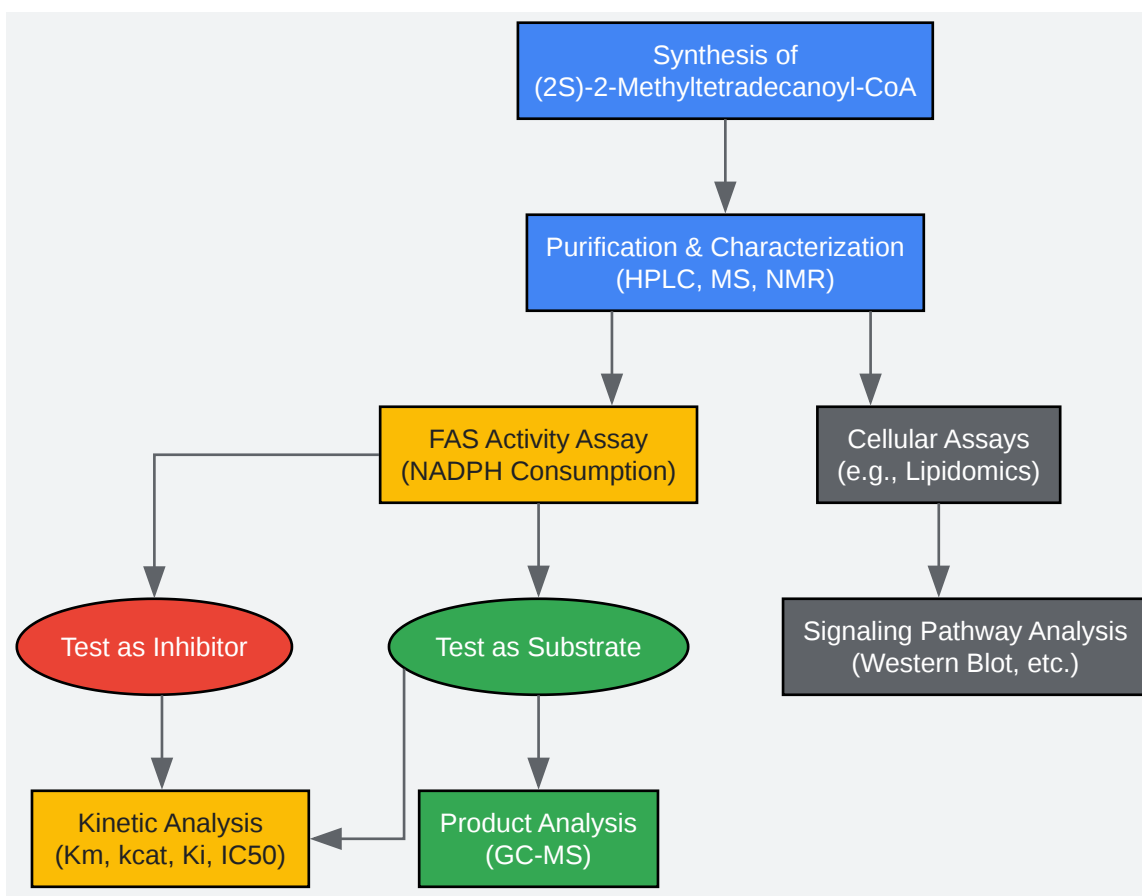 Synthesis of
(2S)-2-Methyltetradecanoyl-CoA
Purification & Characterization
(HPLC, MS, NMR)
FAS Activity Assay
(NADPH Consumption)
Cellular Assays
(e.g., Lipidomics)
Test as Inhibitor
Test as Substrate
Signaling Pathway Analysis
(Western Blot, etc.)
Kinetic Analysis
(Km, kcat, Ki, IC50)
Product Analysis
(GC-MS)